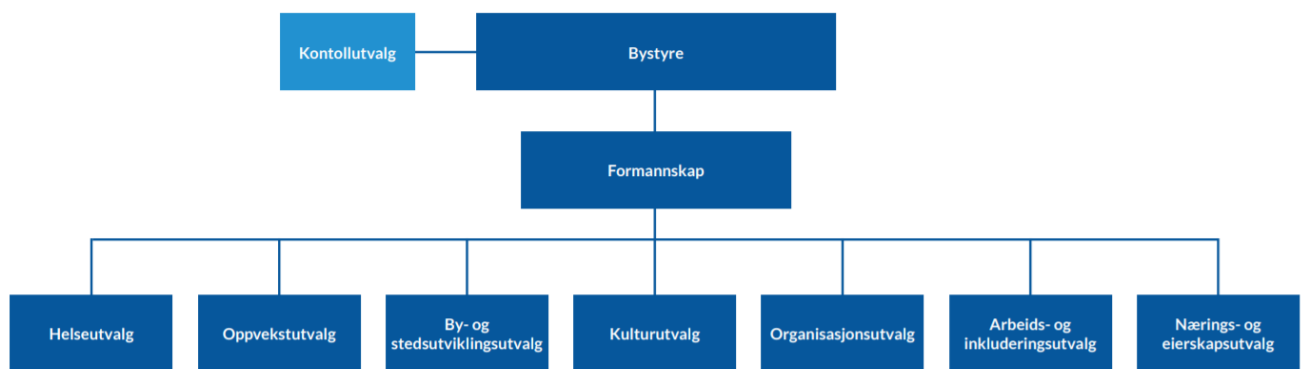 Kontollutvalg
Bystyre
Formannskap
Helseutvalg
Oppvekstutvalg
By- og
stedsutviklingsutvalg
Kulturutvalg
Organisasjonsutvalg
Arbeids- og
inkluderingsutvalg
Nærings- og
eierskapsutvalg